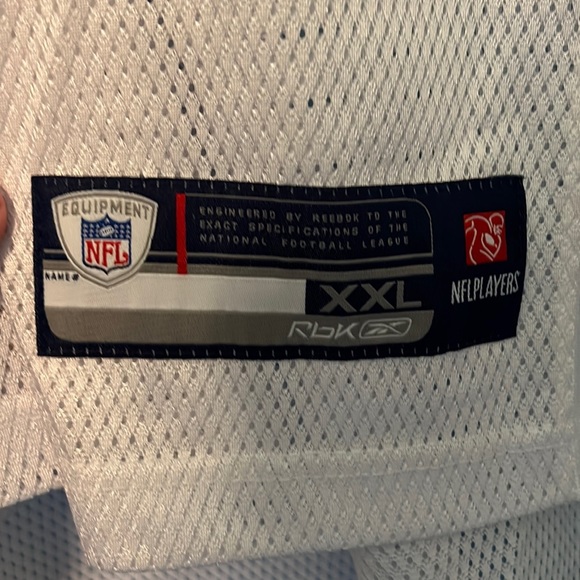 EQUIPMENT
NFL
ENGINEERED BY REEBOK TO THE
EXACT SPECIFICATIONS OF THE
NATIONAL FOOTBALL LEAGUE
NAME#
XXL
Rbk
NFLPLAYERS